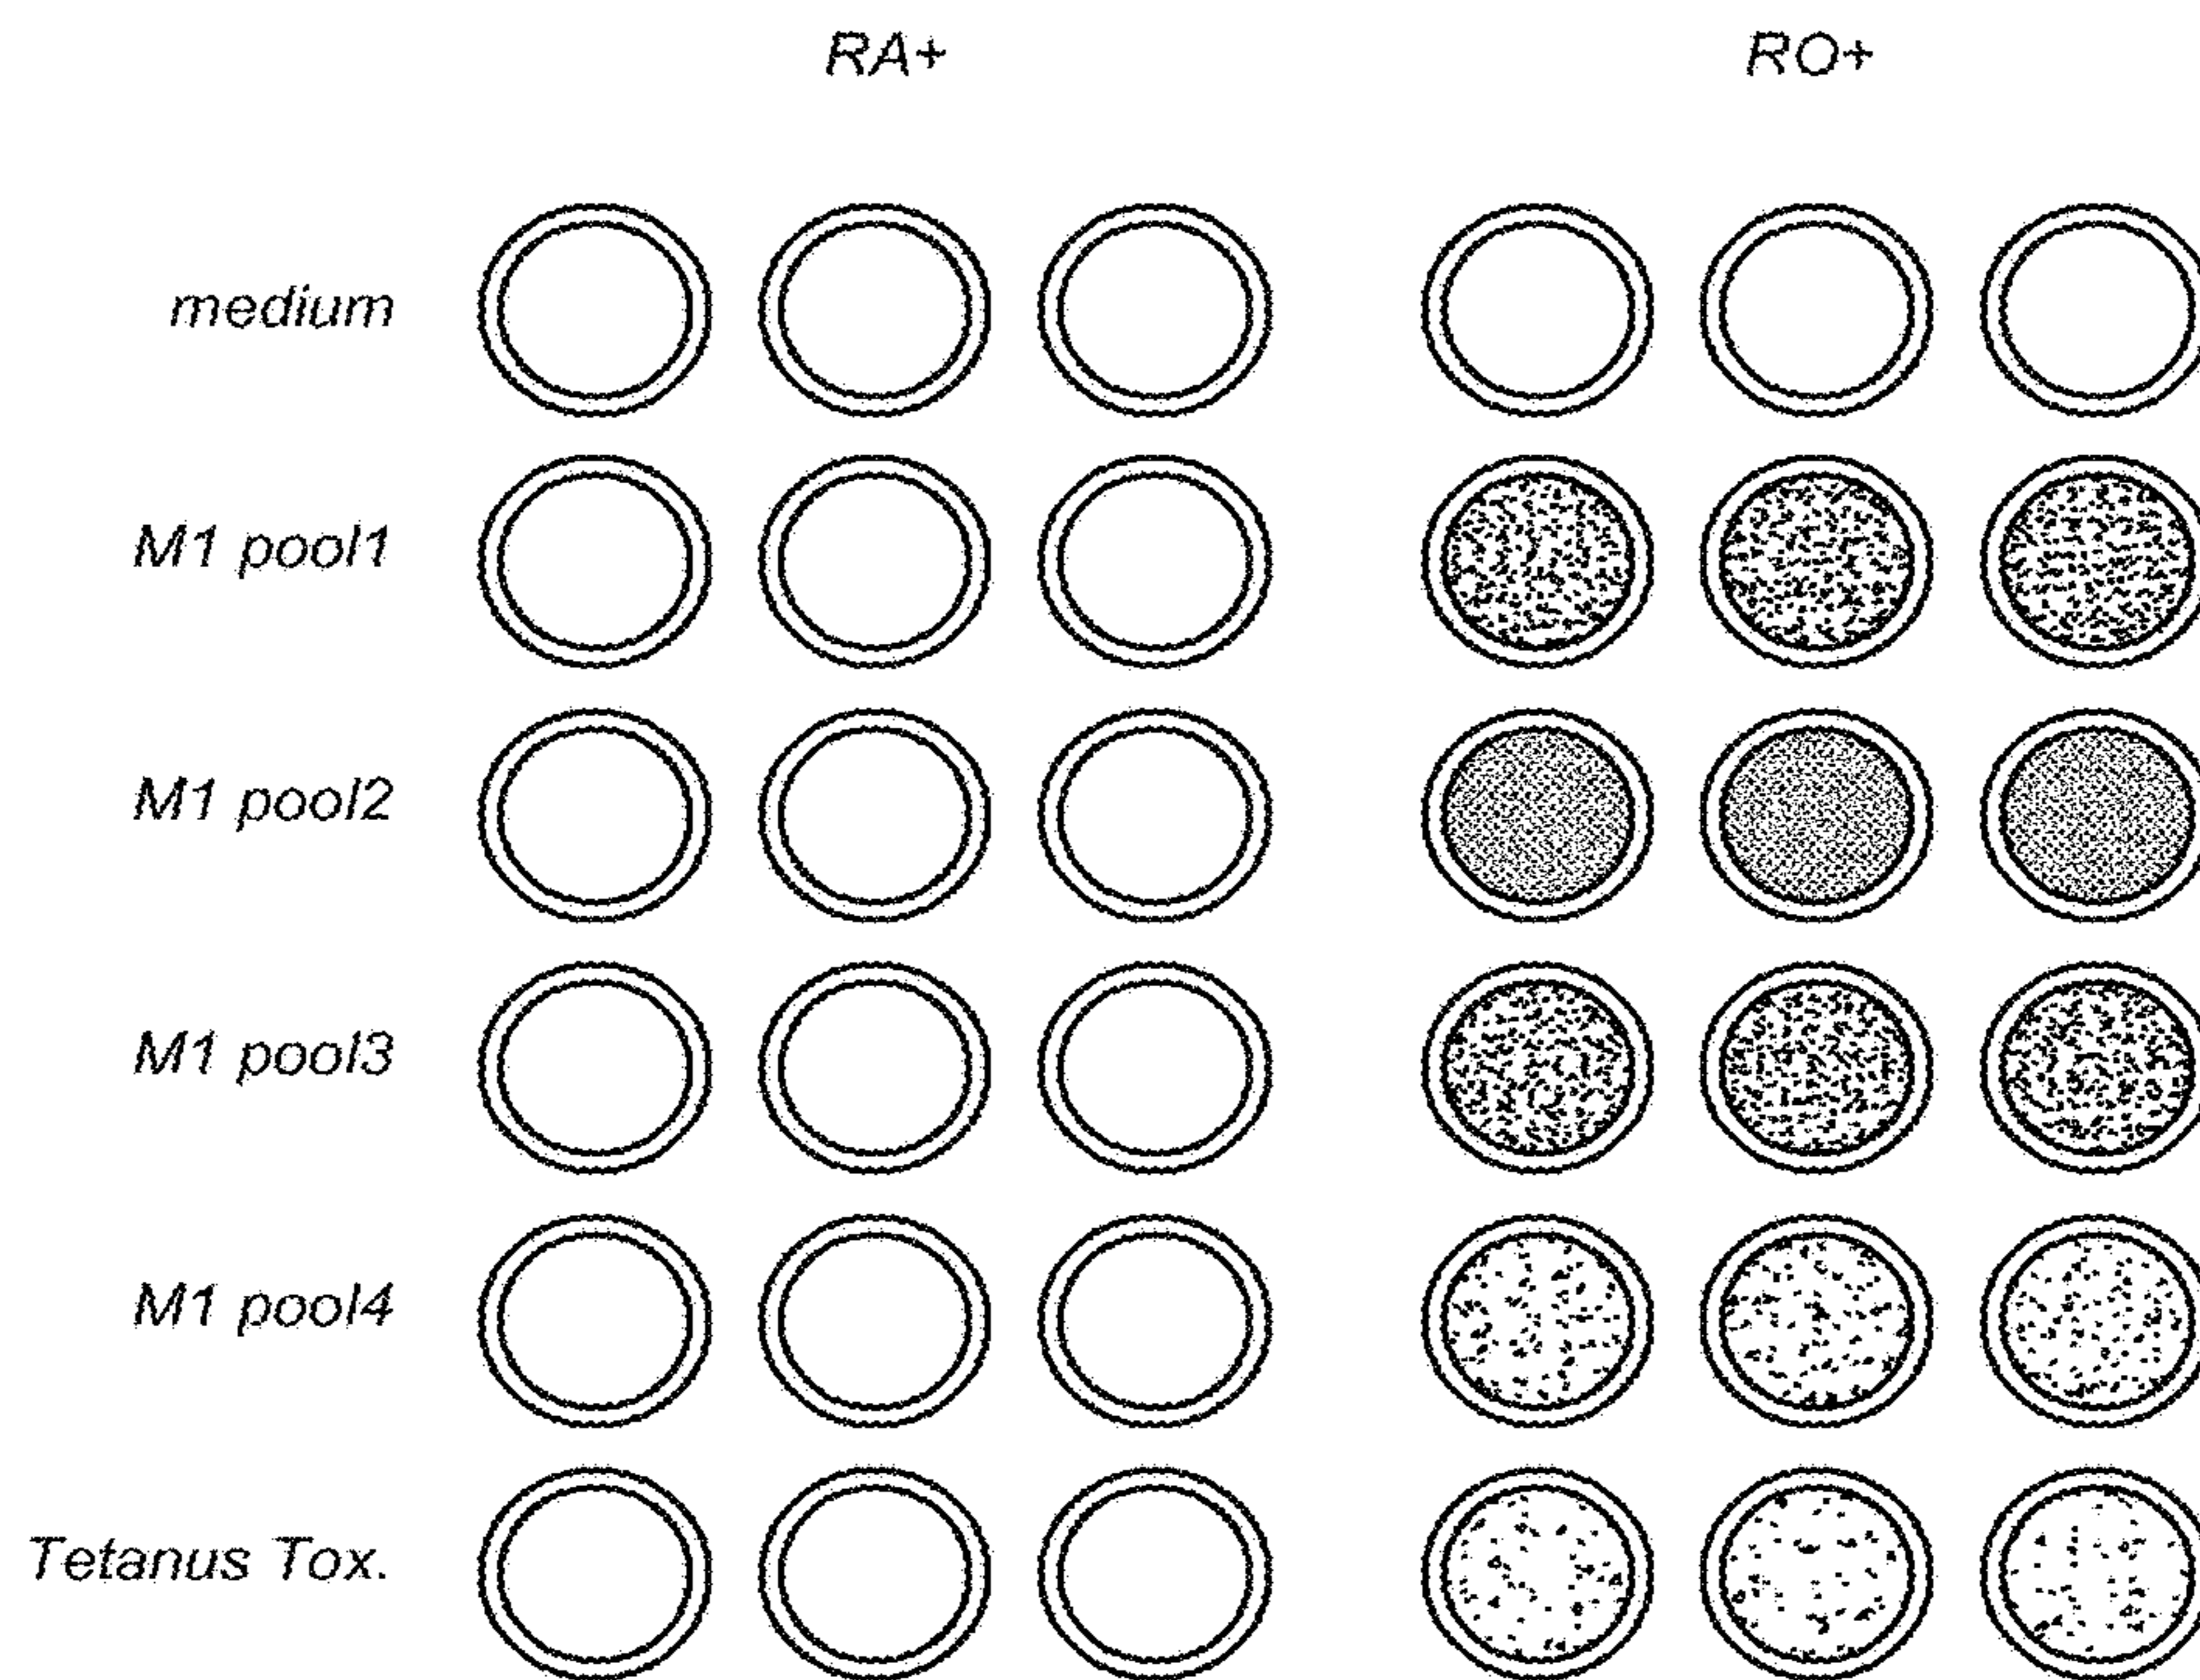 RA+ RO+
medium
M1 pool1
M1 pool2
M1 pool3
M1 pool4
Tetanus Tox.